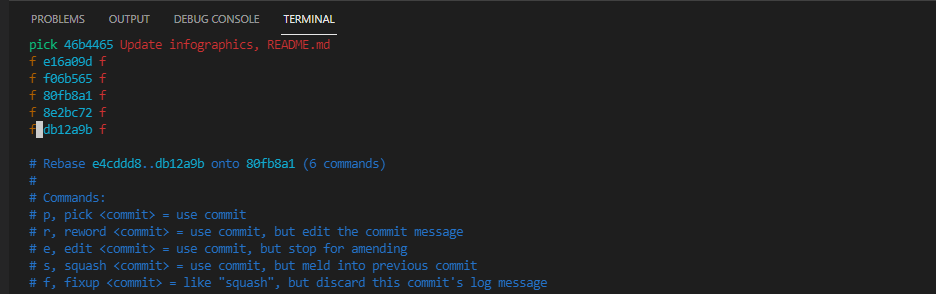 PROBLEMS OUTPUT DEBUG CONSOLE TERMINAL
pick 46b4465 Update infographics, README.md
f e16a09d f
f f06b565 f
f 80fb8a1 f
f 8e2bc72 f
f db12a9b f
# Rebase e4cddd8..db12a9b onto 80fb8a1 (6 commands)
#
# Commands:
# p, pick <commit> = use commit
# r, reword <commit> = use commit, but edit the commit message
# e, edit <commit> = use commit, but stop for amending
# s, squash <commit> = use commit, but meld into previous commit
# f, fixup <commit> = like "squash", but discard this commit's log message